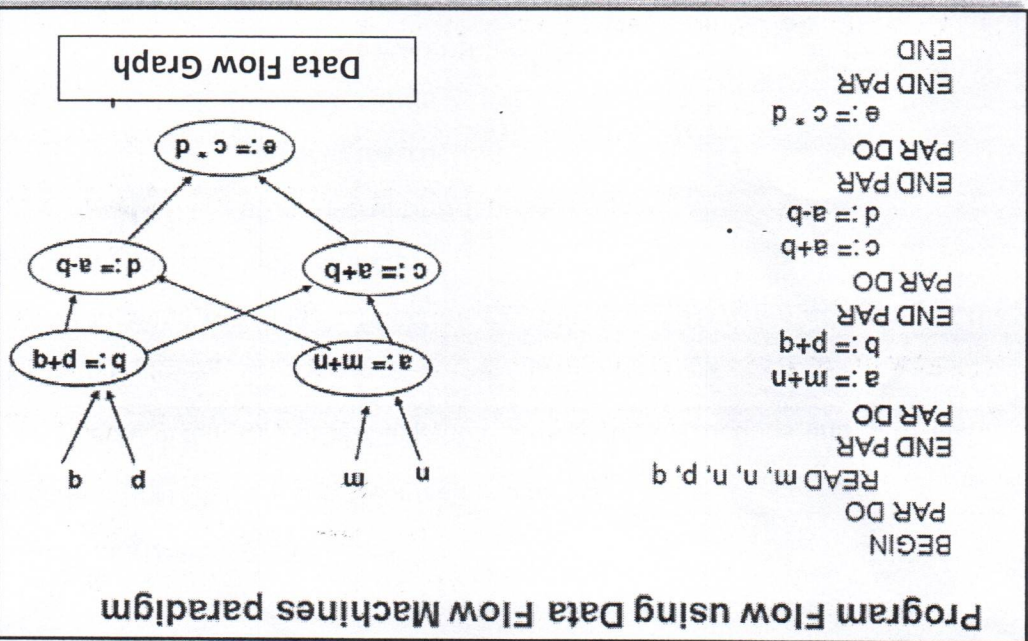 Program Flow using Data Flow Machines paradigm
BEGIN
PAR DO
READ m, n, n, p, q
END PAR
PAR DO
a := m+n
b := p+q
END PAR
PAR DO
c := a+b
d := a-b
END PAR
PAR DO
e := c * d
END PAR
END
n m p q
a := m+n
b := p+q
c := a+b
d := a-b
e := c * d
Data Flow Graph